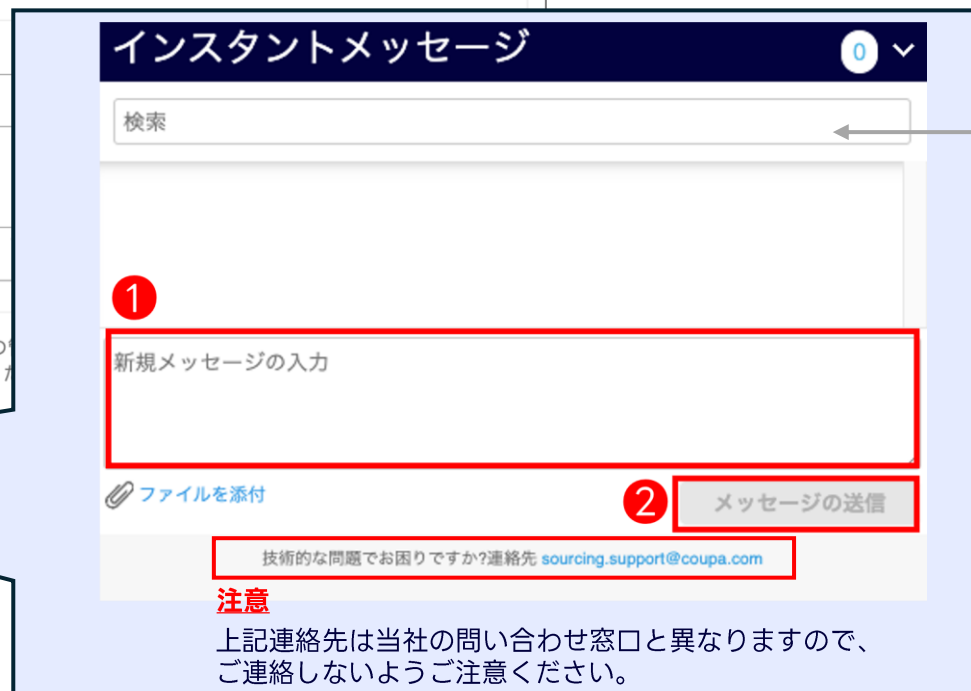 インスタントメッセージ
0
検索
1
新規メッセージの入力
ファイルを添付
2
メッセージの送信
技術的な問題でお困りですか?連絡先 sourcing.support@coupa.com
注意
上記連絡先は当社の問い合わせ窓口と異なりますので、
ご連絡しないようご注意ください。